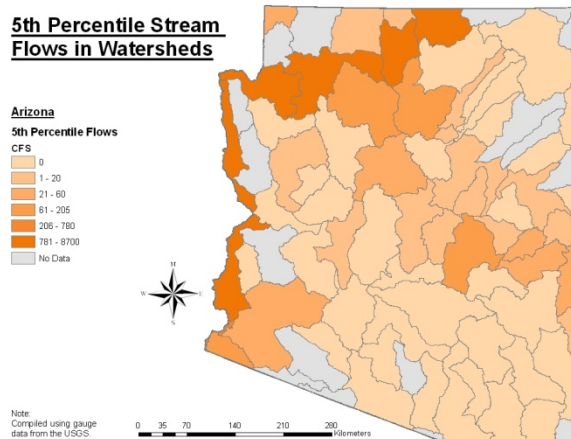 5th Percentile Stream
Flows in Watersheds
Arizona
5th Percentile Flows
CFS
0
1 - 20
21 - 60
61 - 205
206 - 780
781 - 8700
No Data
N
W
E
S
Note:
Compiled using gauge
data from the USGS.
0 35 70 140 210 280
Kilometers